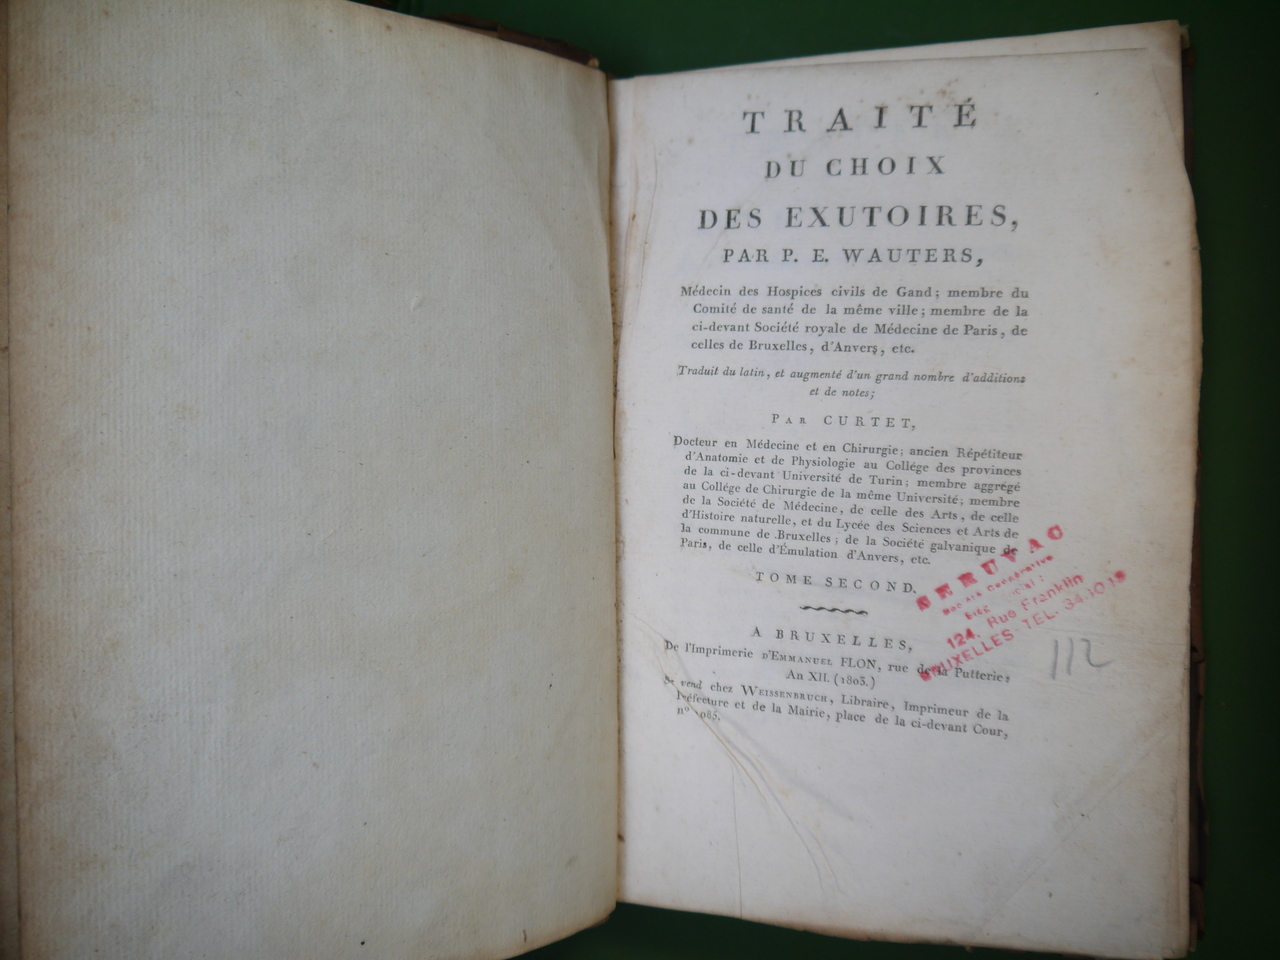 TRAITÉ
DU CHOIX
DES EXUTOIRES,
PAR P. E. WAUTERS,
Médecin des Hospices civils de Gand; membre du
Comité de santé de la même ville; membre de la
ci-devant Société royale de Médecine de Paris, de
celles de Bruxelles, d'Anvers, etc.
Traduit du latin, et augmenté d'un grand nombre d'additions
et de notes;
PAR CURTET,
Docteur en Médecine et en Chirurgie; ancien Répétiteur
d'Anatomie et de Physiologie au Collége des provinces
de la ci-devant Université de Turin; membre aggrégé
au Collége de Chirurgie de la même Université; membre
de la Société de Médecine, de celle des Arts, de celle
d'Histoire naturelle, et du Lycée des Sciences et Arts de
la commune de Bruxelles; de la Société galvanique de
Paris, de celle d'Émulation d'Anvers, etc.
TOME SECOND.
A BRUXELLES,
De l'Imprimerie D'EMMANUEL FLON, rue de la Putterie;
An XII. (1803.)
Se vend chez WEISSENBRUCH, Libraire, Imprimeur de la
Préfecture et de la Mairie, place de la ci-devant Cour,
n° 1085.
SERUVAC
Coopérative
124, Rue Franklin
BRUXELLES - TEL. 34.10.
112